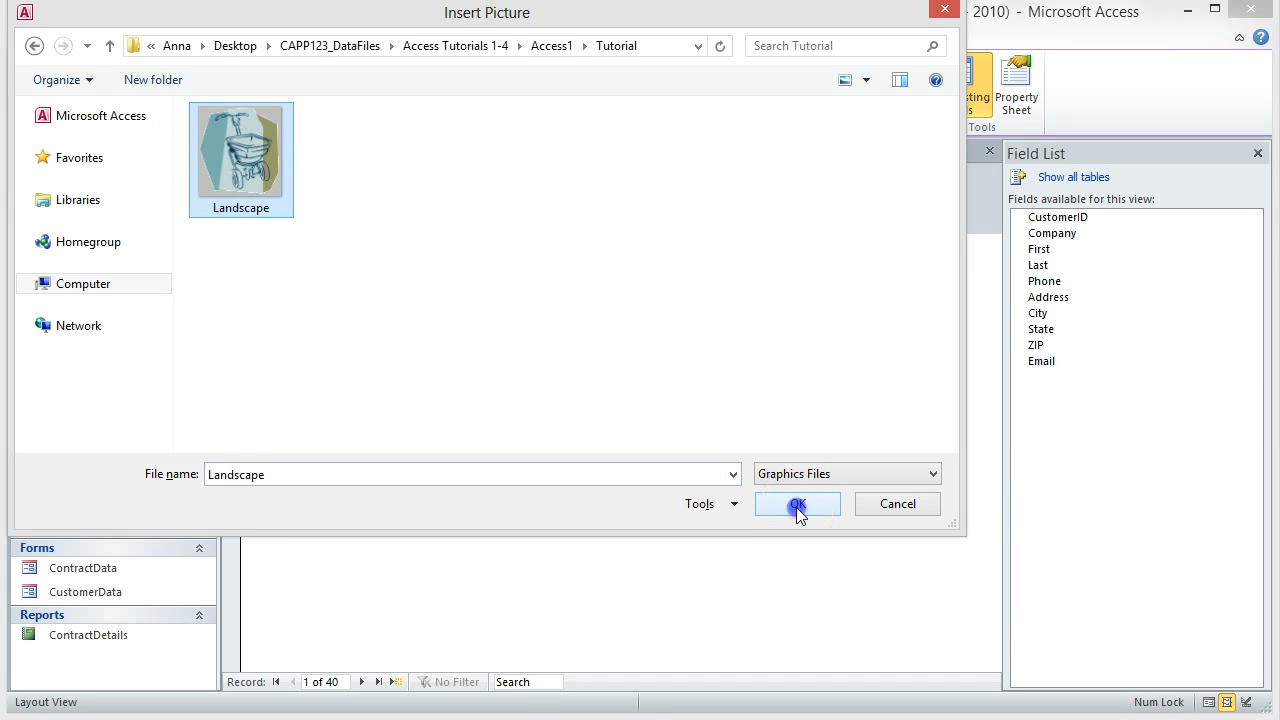 A Insert Picture
2010) - Microsoft Access
« Anna Desktop CAPP123_DataFiles Access Tutorials 1-4 Access1 Tutorial
Search Tutorial
Organize New folder
A Microsoft Access
Favorites
Libraries
Homegroup
Computer
Network
Landscape
File name: Landscape
Graphics Files
Tools
OK
Cancel
Property
Sheet
Tools
Field List
Show all tables
Fields available for this view:
CustomerID
Company
First
Last
Phone
Address
City
State
ZIP
Email
Forms
ContractData
CustomerData
Reports
ContractDetails
Record: 1 of 40 No Filter Search
Layout View
Num Lock